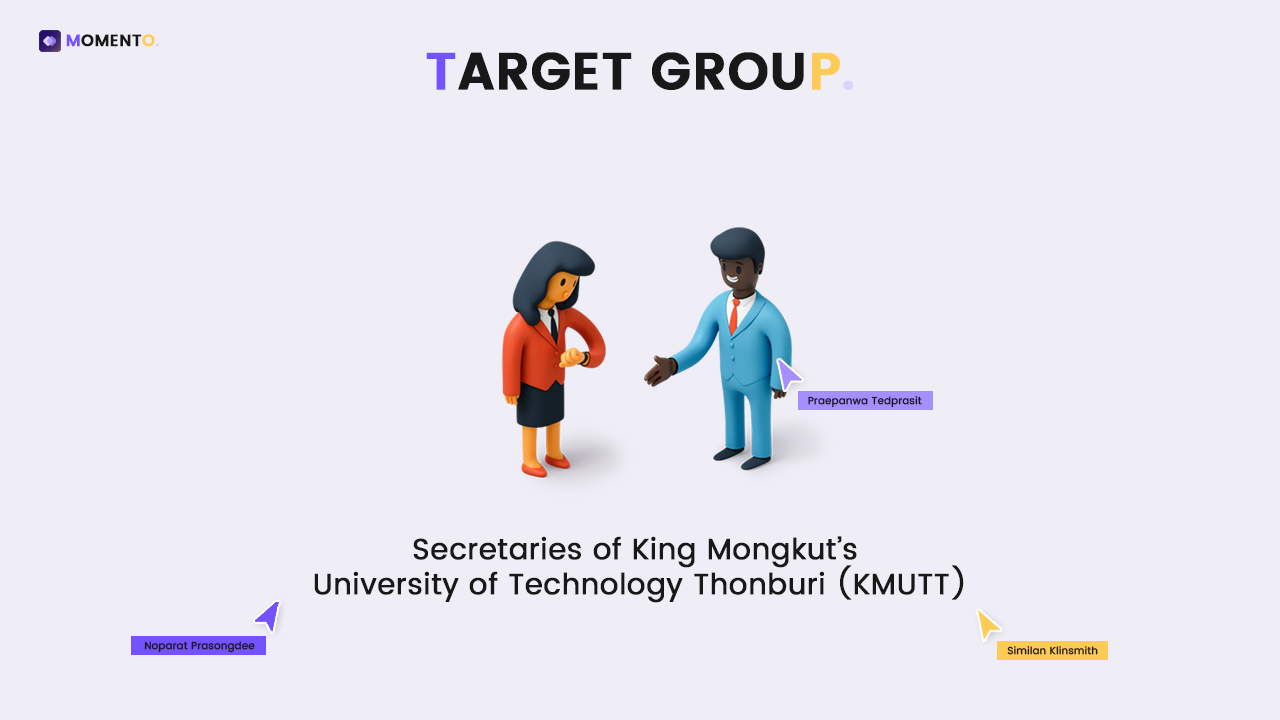 MOMENTO.
TARGET GROUP.
Praepanwa Tedprasit
Secretaries of King Mongkut's
University of Technology Thonburi (KMUTT)
Noparat Prasongdee
Similan Klinsmith